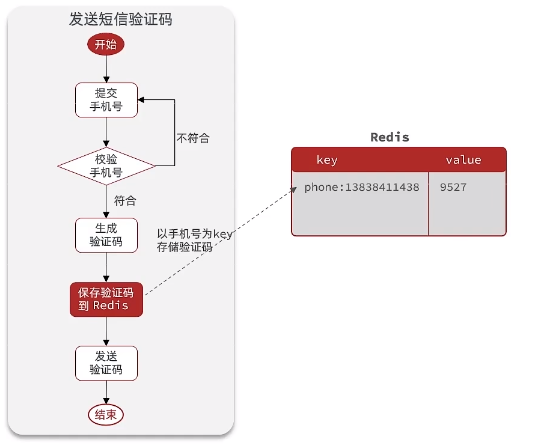 发送短信验证码
开始
提交
手机号
不符合
校验
手机号
符合
生成
验证码
以手机号为key
存储验证码
保存验证码
到 Redis
发送
验证码
结束
Redis
key value
phone:13838411438 9527